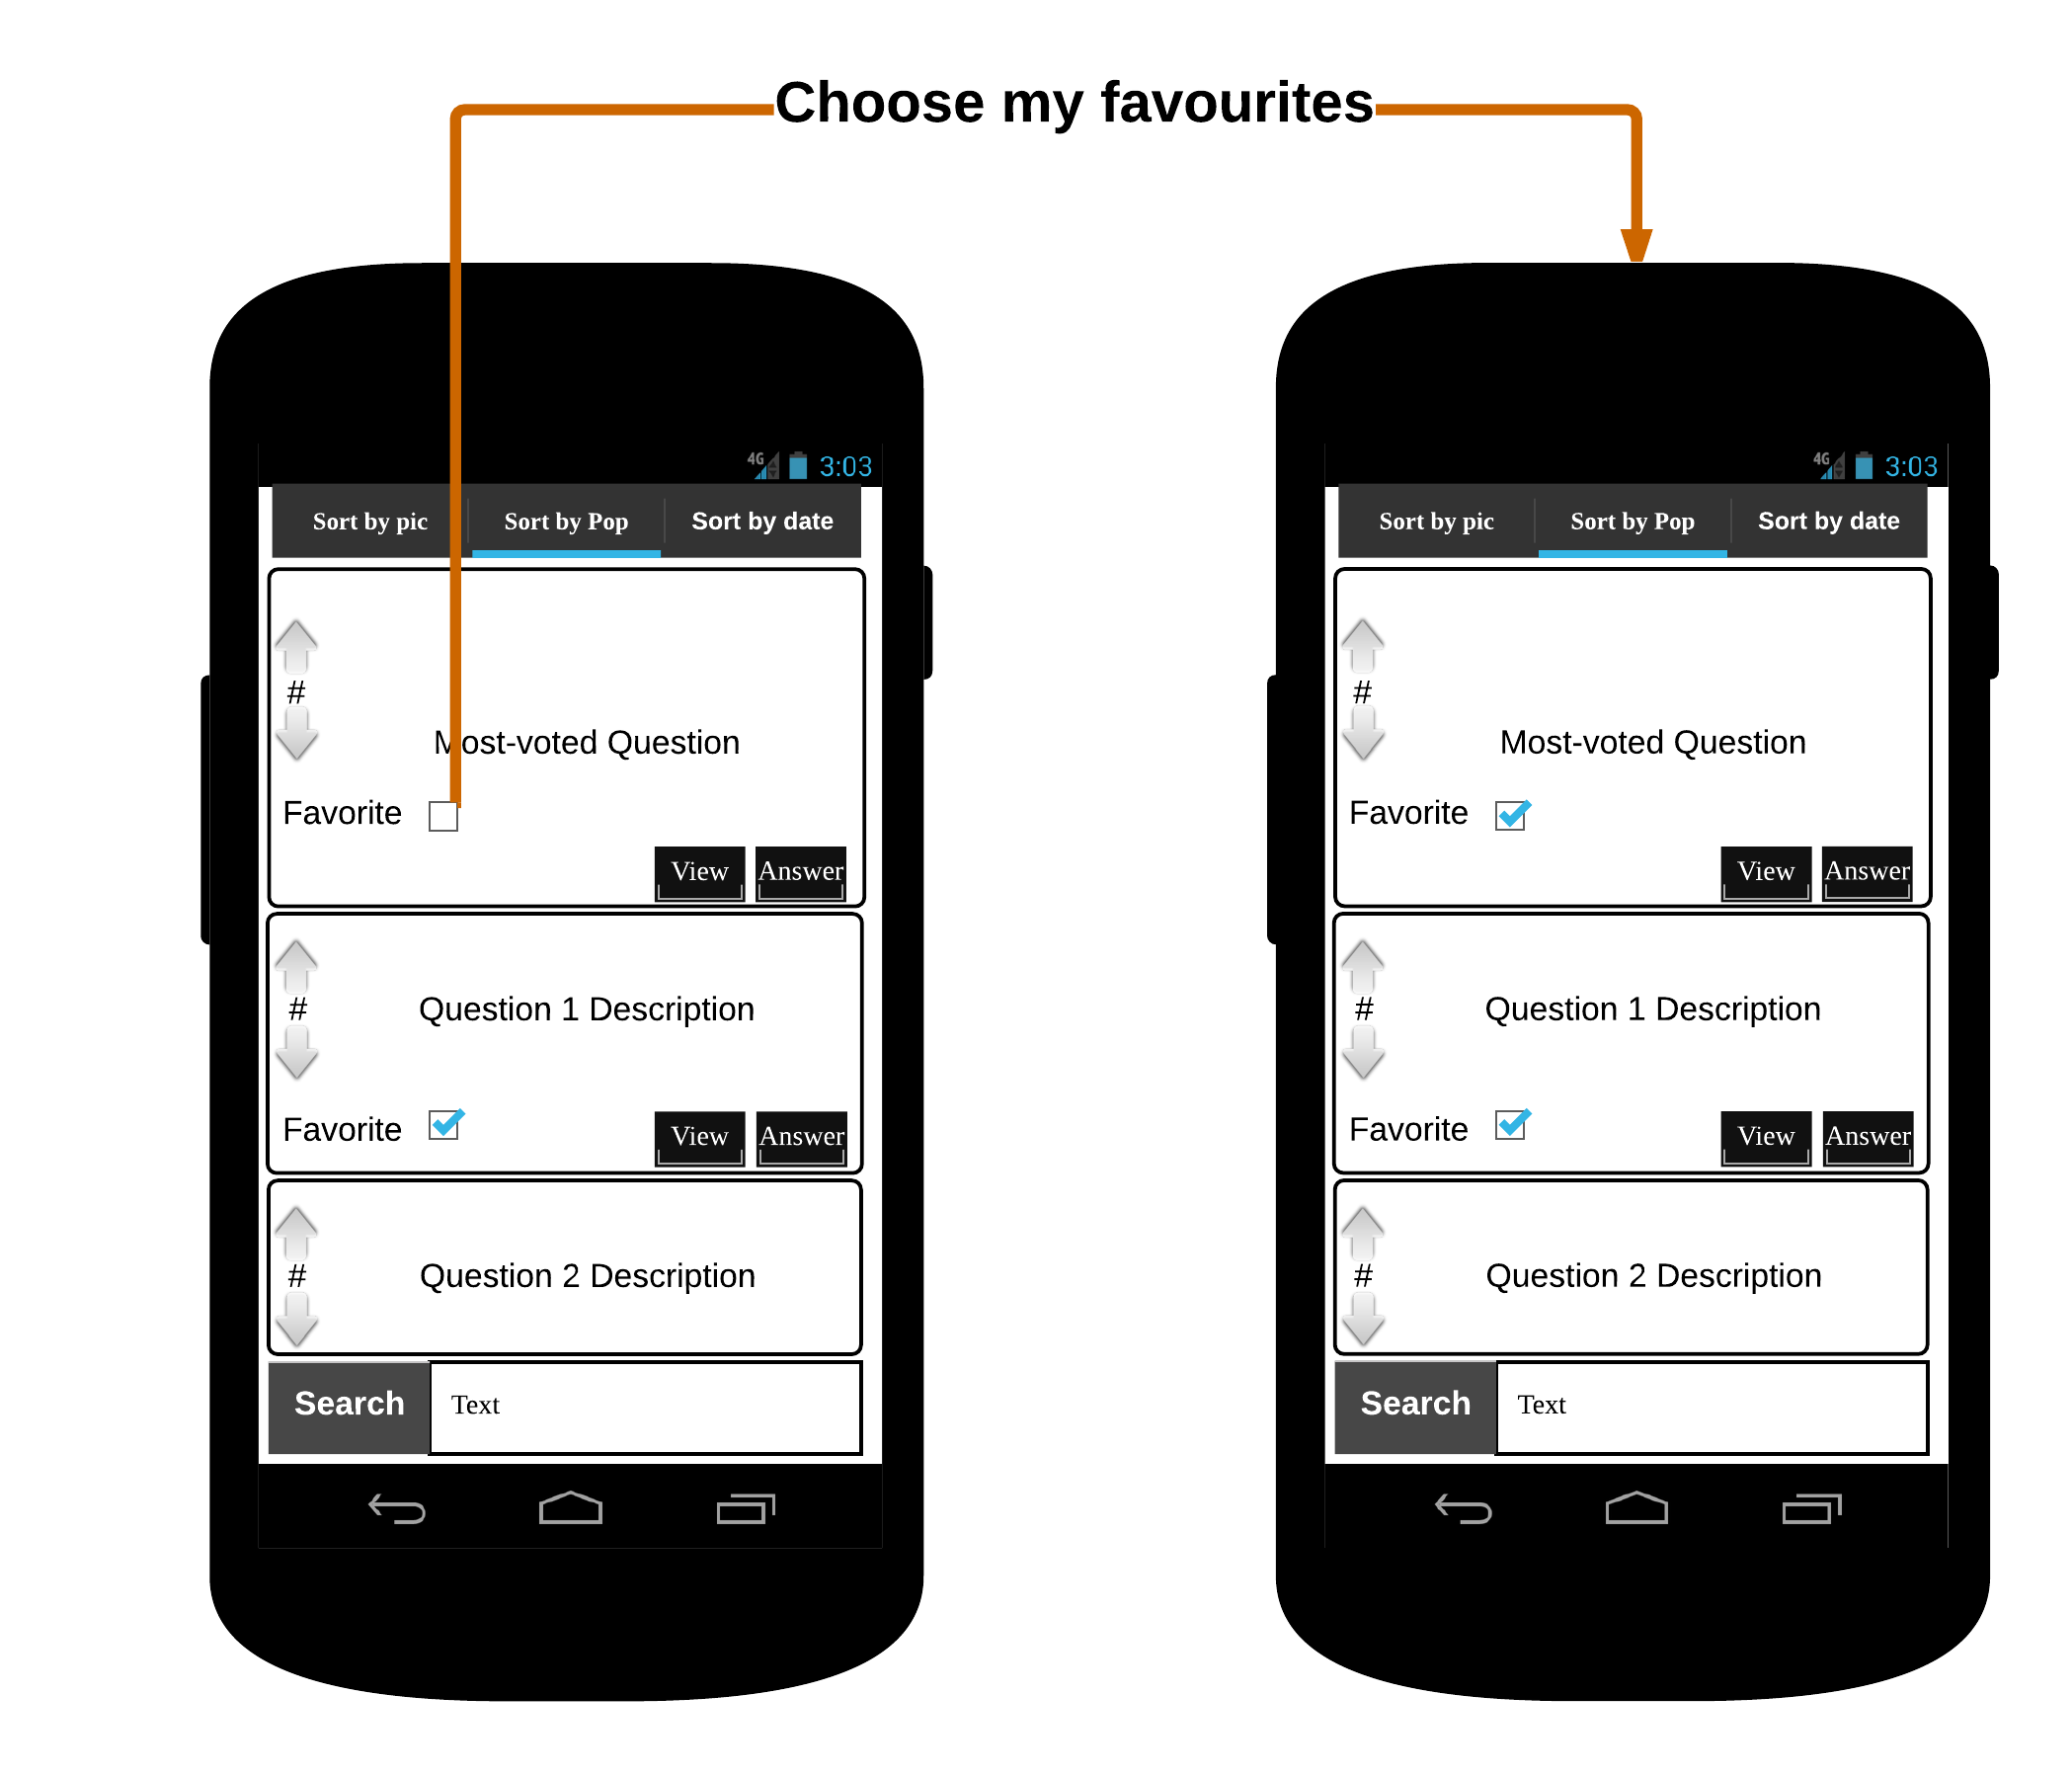 Choose my favourites
4G 3:03
Sort by pic Sort by Pop Sort by date
#
Most-voted Question
Favorite
View Answer
#
Question 1 Description
Favorite
View Answer
#
Question 2 Description
Search Text
4G 3:03
Sort by pic Sort by Pop Sort by date
#
Most-voted Question
Favorite
View Answer
#
Question 1 Description
Favorite
View Answer
#
Question 2 Description
Search Text